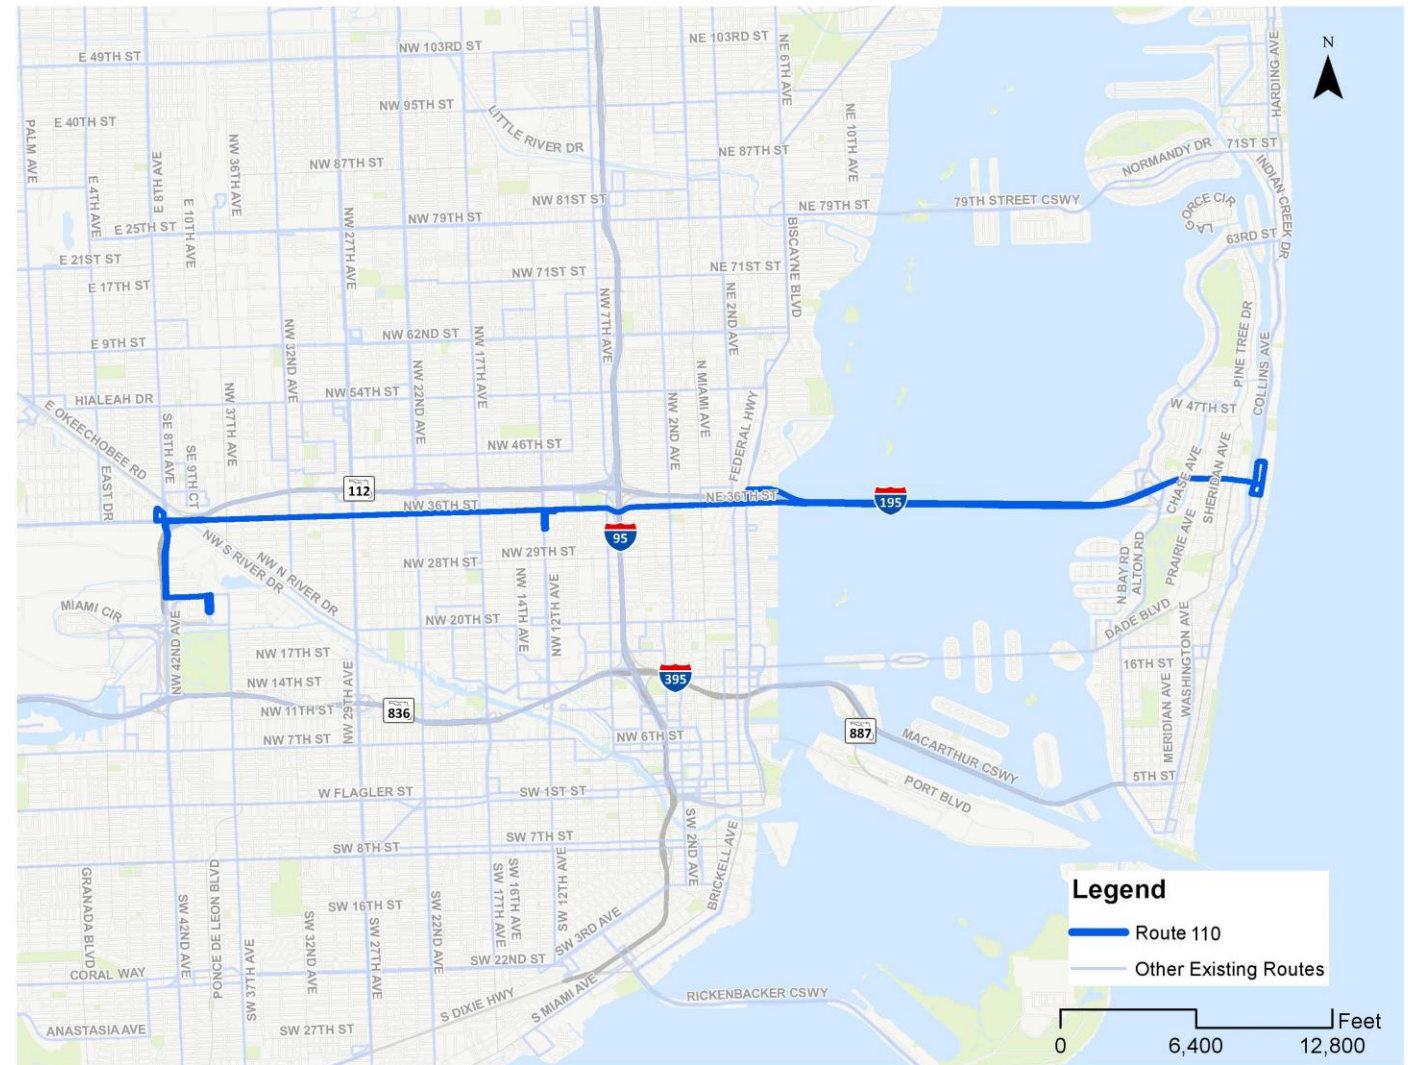 N
NW 103RD ST
NE 103RD ST
E 49TH ST
NE 6TH AVE
HARDING AVE
NW 95TH ST
E 40TH ST
PALM AVE
LITTLE RIVER DR
NE 10TH AVE
NW 36TH AVE
E 4TH AVE
E 8TH AVE
E 10TH AVE
NW 87TH ST
NE 87TH ST
NORMANDY DR
71ST ST
INDIAN CREEK DR
NW 81ST ST
NE 79TH ST
79TH STREET CSWY
LA GORCE CIR
E 25TH ST
NW 79TH ST
NW 27TH AVE
BISCAYNE BLVD
63RD ST
E 21ST ST
NW 71ST ST
NE 71ST ST
E 17TH ST
NW 7TH AVE
NE 2ND AVE
NW 62ND ST
E 9TH ST
NW 32ND AVE
NW 17TH AVE
NW 22ND AVE
N MIAMI AVE
PINE TREE DR
COLLINS AVE
HIALEAH DR
NW 54TH ST
NW 37TH AVE
W 47TH ST
E OKEECHOBEE RD
SE 8TH AVE
SE 9TH CT
EAST DR
NW 46TH ST
NW 2ND AVE
FEDERAL HWY
CHASE AVE
SHERIDAN AVE
112
NW 36TH ST
NE 36TH ST
195
95
NW S RIVER DR
NW N RIVER DR
NW 28TH ST
NW 29TH ST
NW 14TH AVE
NW 12TH AVE
N BAY RD
ALTON RD
PRAIRIE AVE
MIAMI CIR
NW 42ND AVE
NW 20TH ST
DADE BLVD
NW 17TH ST
NW 14TH ST
NW 29TH AVE
395
16TH ST
MERIDIAN AVE
WASHINGTON AVE
NW 11TH ST
836
NW 7TH ST
NW 6TH ST
887
MACARTHUR CSWY
PORT BLVD
5TH ST
W FLAGLER ST
SW 1ST ST
SW 7TH ST
SW 8TH ST
SW 2ND AVE
BRICKELL AVE
GRANADA BLVD
SW 42ND AVE
PONCE DE LEON BLVD
SW 37TH AVE
SW 32ND AVE
SW 16TH ST
SW 27TH AVE
SW 22ND AVE
SW 17TH AVE
SW 16TH AVE
SW 12TH AVE
SW 3RD AVE
CORAL WAY
SW 22ND ST
S DIXIE HWY
S MIAMI AVE
RICKENBACKER CSWY
ANASTASIA AVE
SW 27TH ST
Legend
Route 110
Other Existing Routes
Feet
0
6,400
12,800